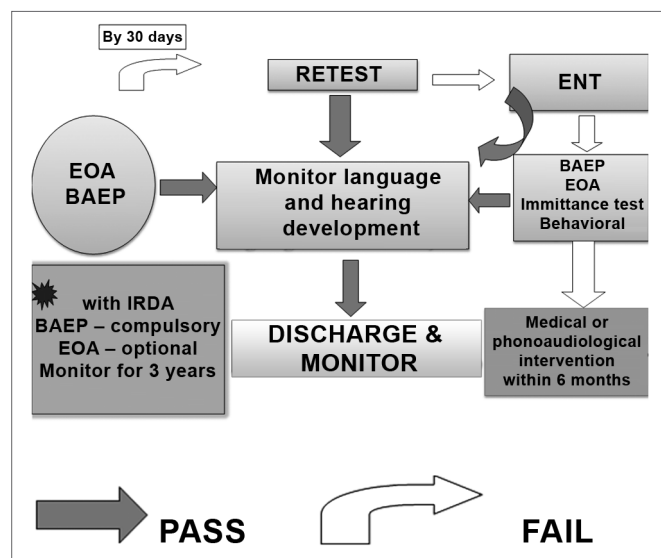 By 30 days
RETEST
ENT
EOA
BAEP
Monitor language
and hearing
development
BAEP
EOA
Immittance test
Behavioral
with IRDA
BAEP – compulsory
EOA – optional
Monitor for 3 years
DISCHARGE &
MONITOR
Medical or
phonoaudiological
intervention
within 6 months
PASS
FAIL